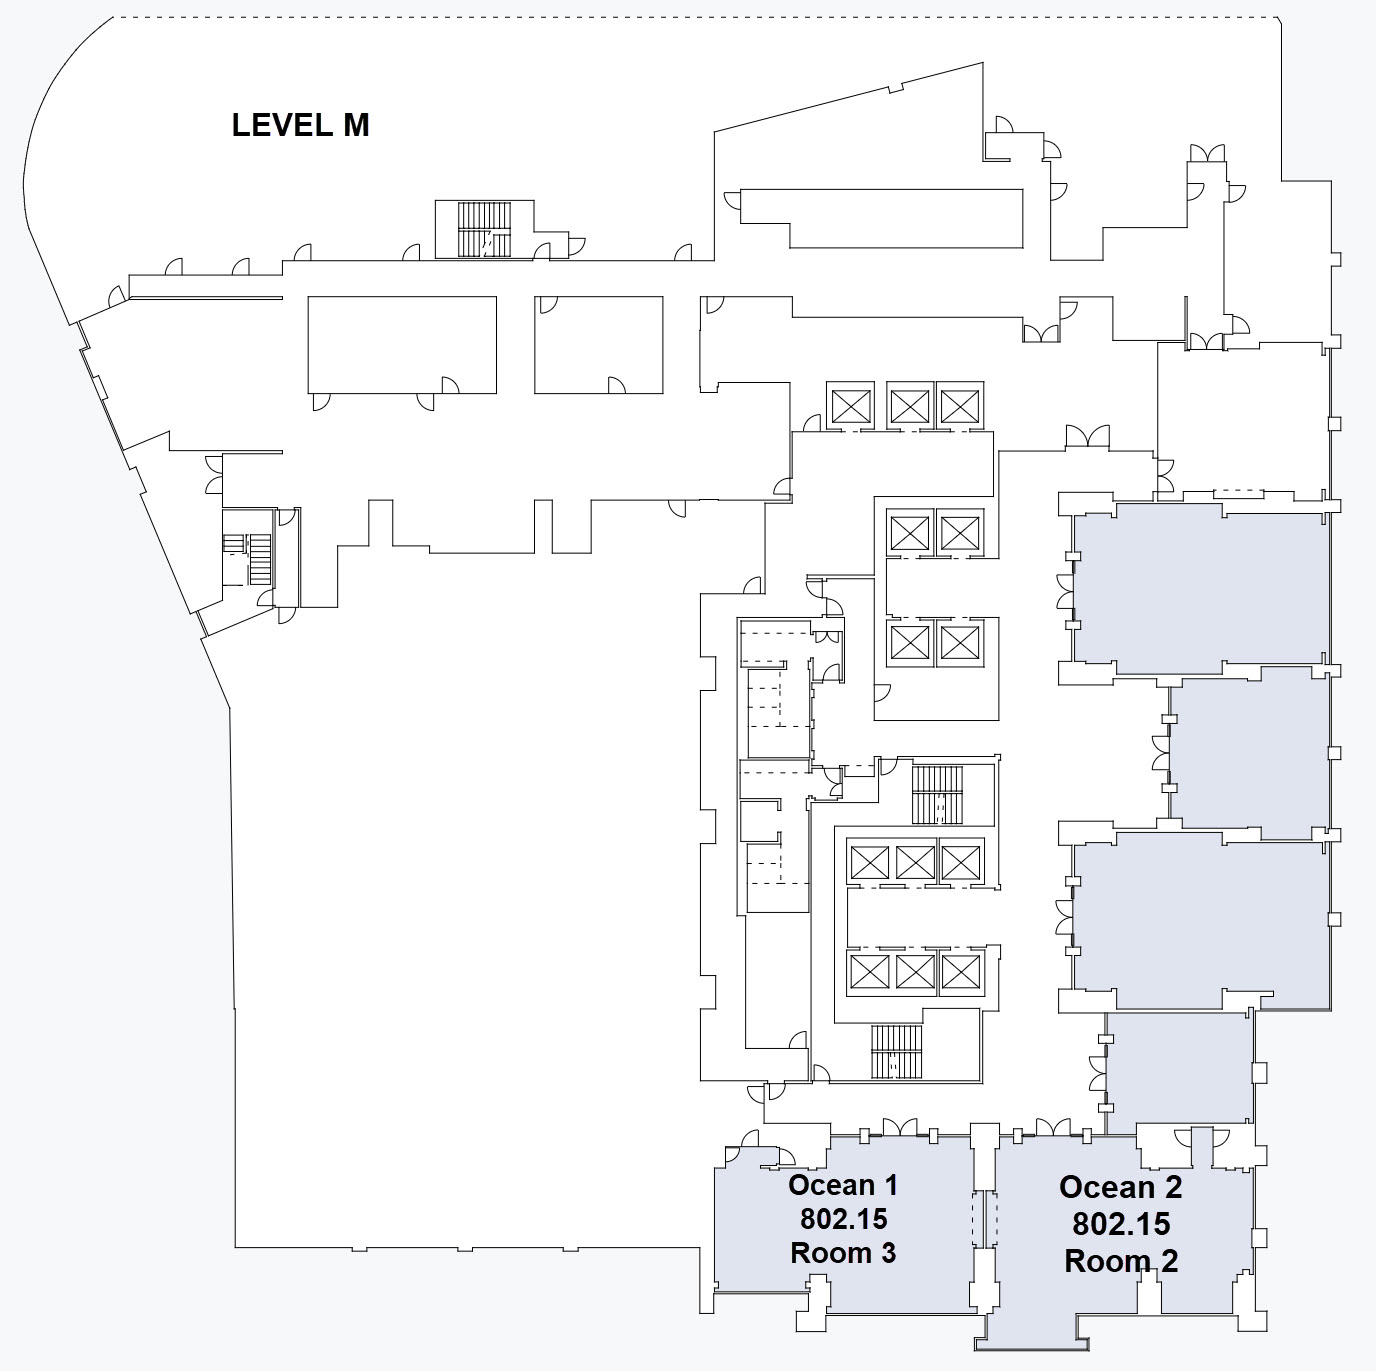 LEVEL M
Ocean 1
802.15
Room 3
Ocean 2
802.15
Room 2